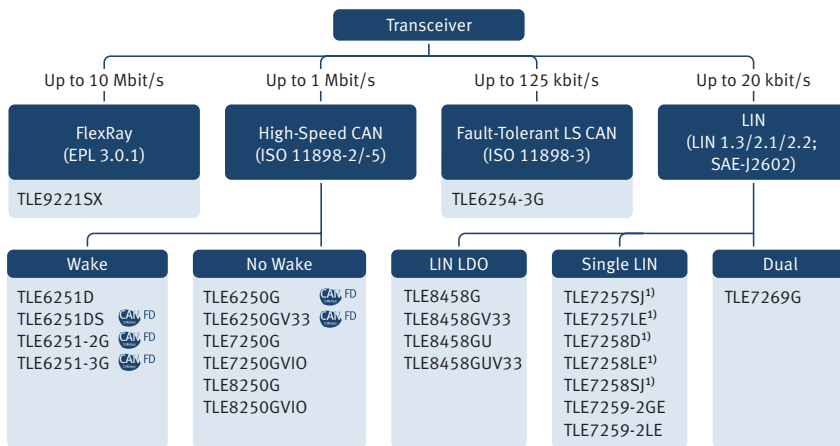 Transceiver
Up to 10 Mbit/s
Up to 1 Mbit/s
Up to 125 kbit/s
Up to 20 kbit/s
FlexRay
(EPL 3.0.1)
TLE9221SX
High-Speed CAN
(ISO 11898-2/-5)
Fault-Tolerant LS CAN
(ISO 11898-3)
TLE6254-3G
LIN
(LIN 1.3/2.1/2.2;
SAE-J2602)
Wake
TLE6251D
TLE6251DS CAN FD
TLE6251-2G CAN FD
TLE6251-3G CAN FD
No Wake
TLE6250G CAN FD
TLE6250GV33 CAN FD
TLE7250G
TLE7250GVIO
TLE8250G
TLE8250GVIO
LIN LDO
TLE8458G
TLE8458GV33
TLE8458GU
TLE8458GUV33
Single LIN
TLE7257SJ¹⁾
TLE7257LE¹⁾
TLE7258D¹⁾
TLE7258LE¹⁾
TLE7258SJ¹⁾
TLE7259-2GE
TLE7259-2LE
Dual
TLE7269G